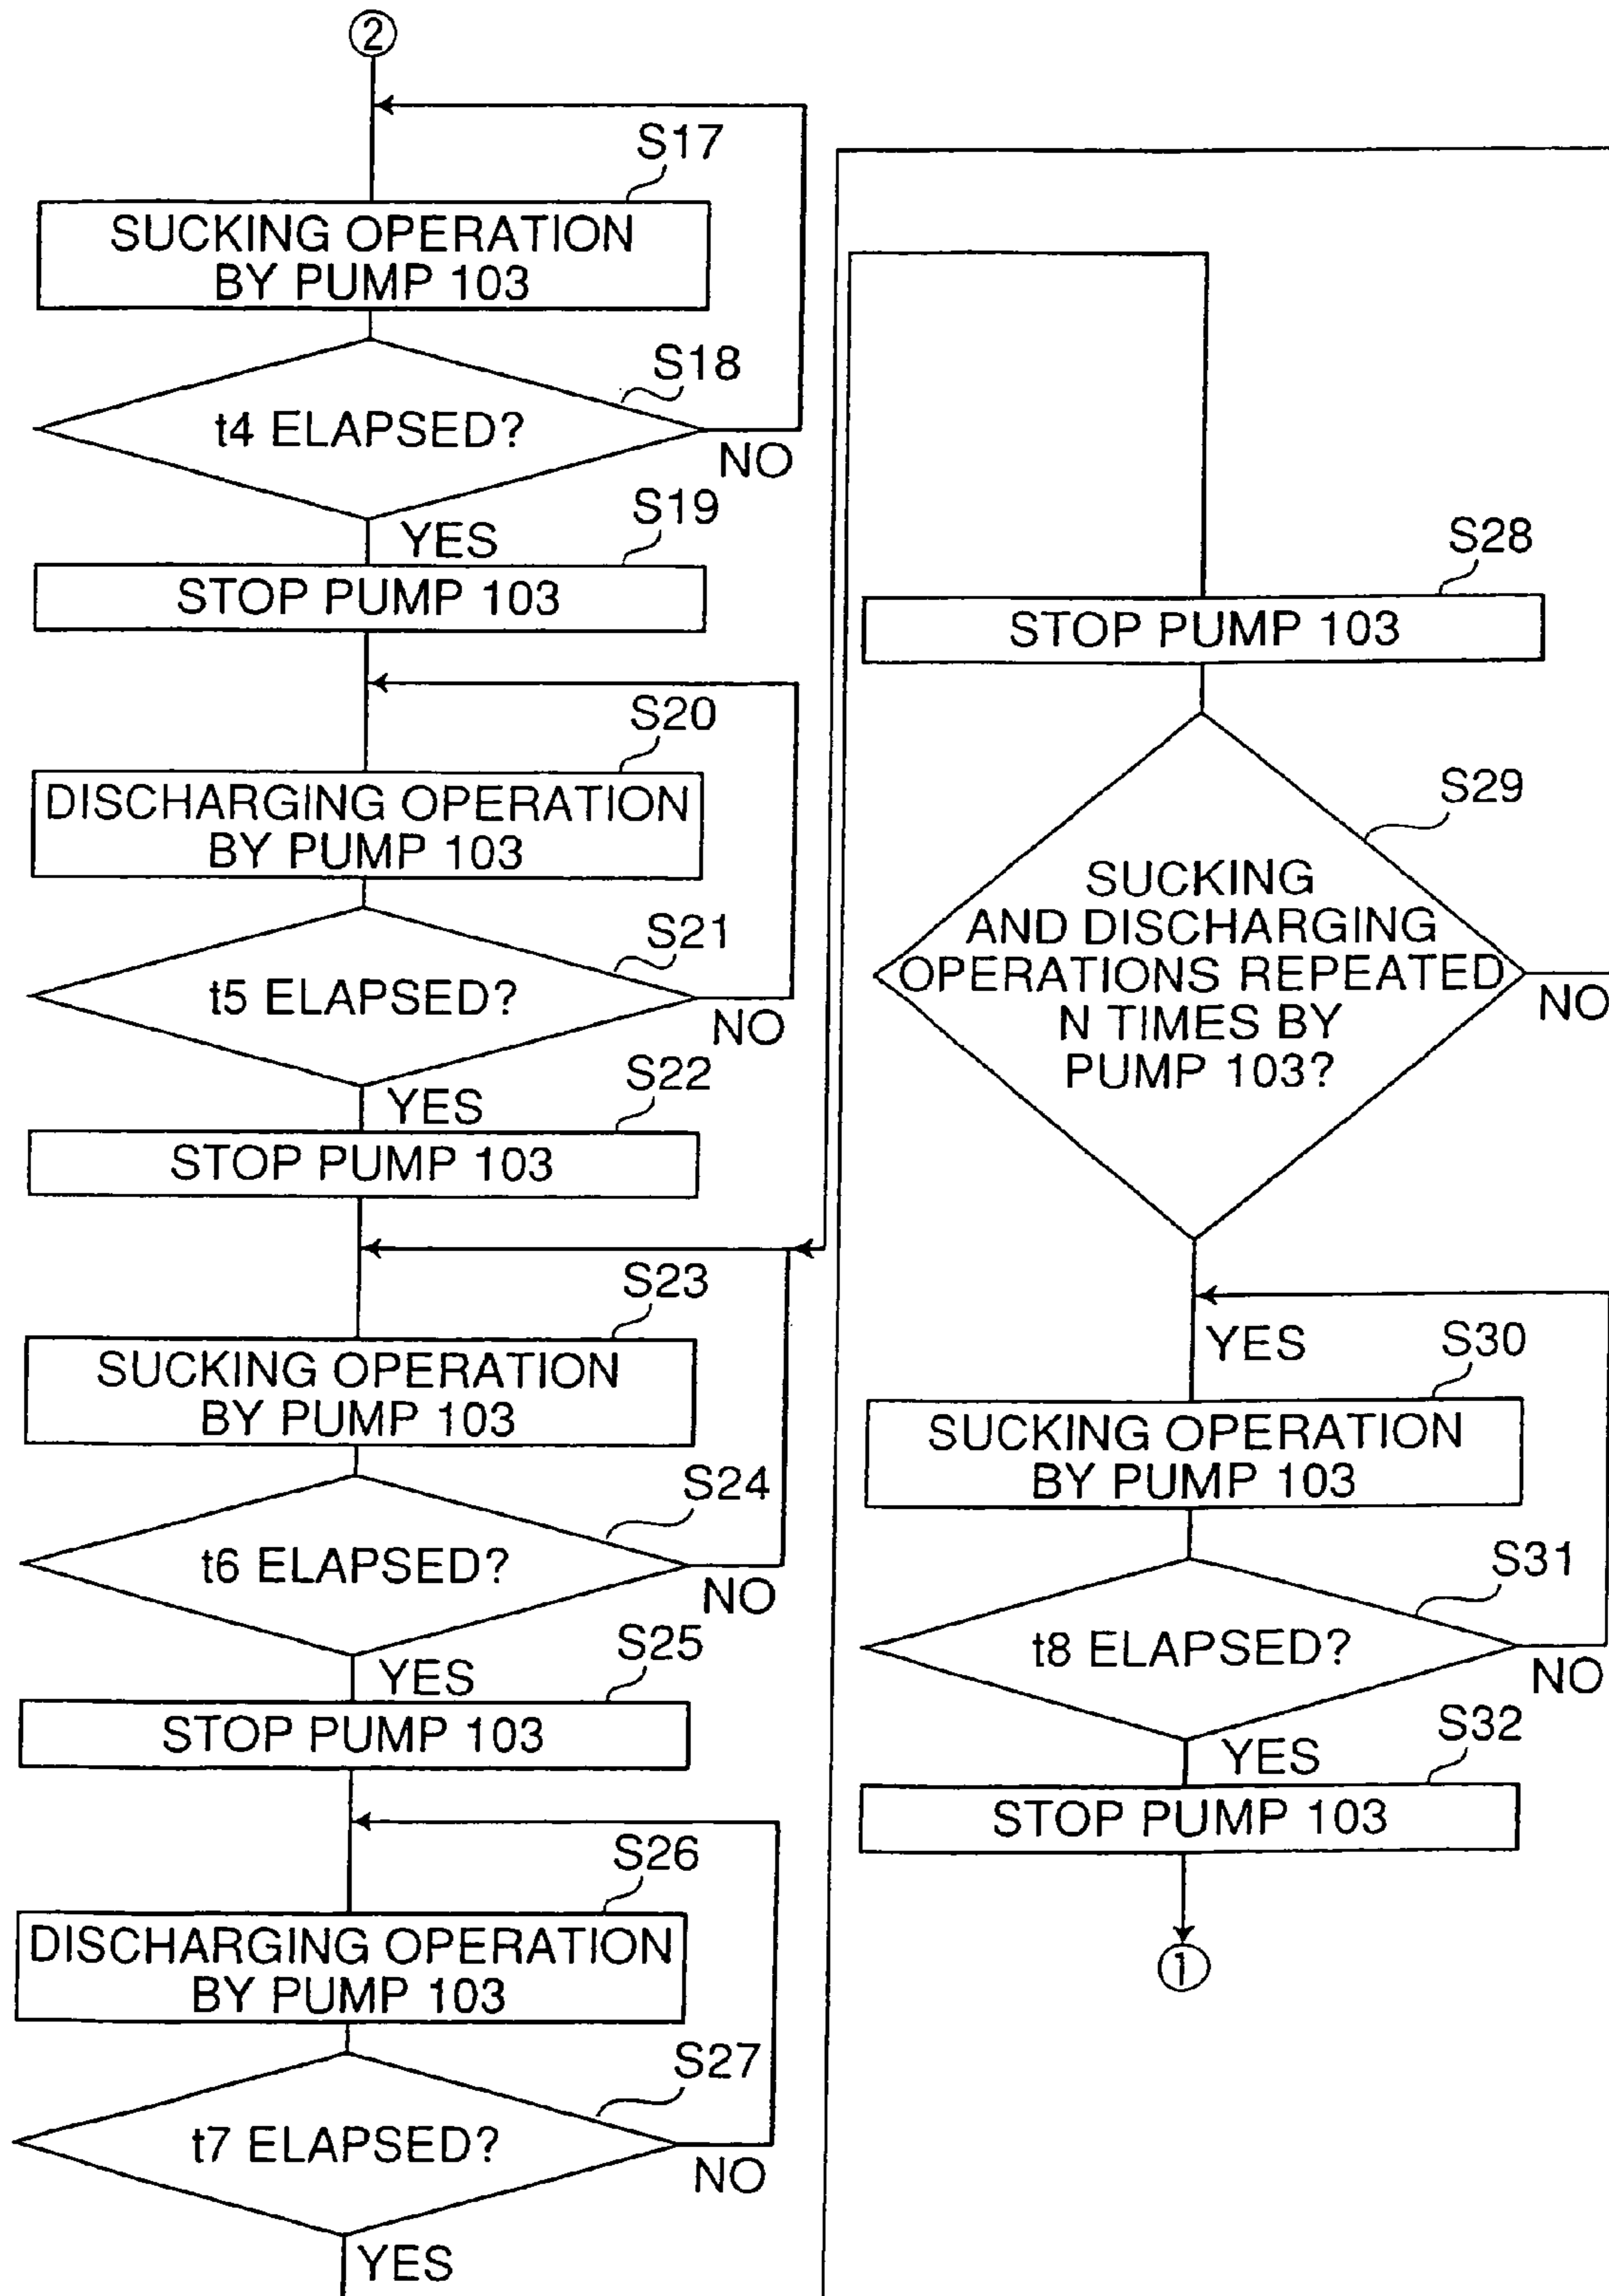 ②
S17
SUCKING OPERATION
BY PUMP 103
S18
t4 ELAPSED?
NO
YES
S19
STOP PUMP 103
S20
DISCHARGING OPERATION
BY PUMP 103
S21
t5 ELAPSED?
NO
YES
S22
STOP PUMP 103
S23
SUCKING OPERATION
BY PUMP 103
S24
t6 ELAPSED?
NO
YES
S25
STOP PUMP 103
S26
DISCHARGING OPERATION
BY PUMP 103
S27
t7 ELAPSED?
NO
YES
S28
STOP PUMP 103
S29
SUCKING
AND DISCHARGING
OPERATIONS REPEATED
N TIMES BY
PUMP 103?
NO
YES
S30
SUCKING OPERATION
BY PUMP 103
S31
t8 ELAPSED?
NO
YES
S32
STOP PUMP 103
①